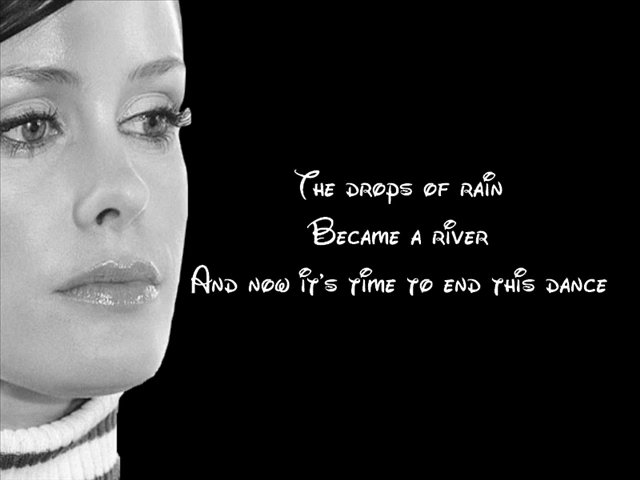 The drops of rain
Became a river
And now it's time to end this dance